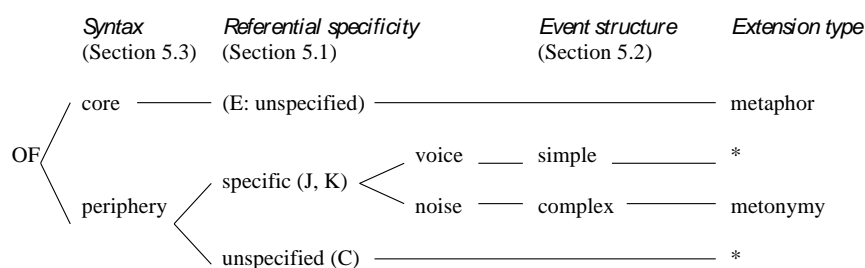 Syntax Referential specificity Event structure Extension type
(Section 5.3) (Section 5.1) (Section 5.2)
core (E: unspecified) metaphor
voice simple *
OF
specific (J, K)
periphery noise complex metonymy
unspecified (C) *